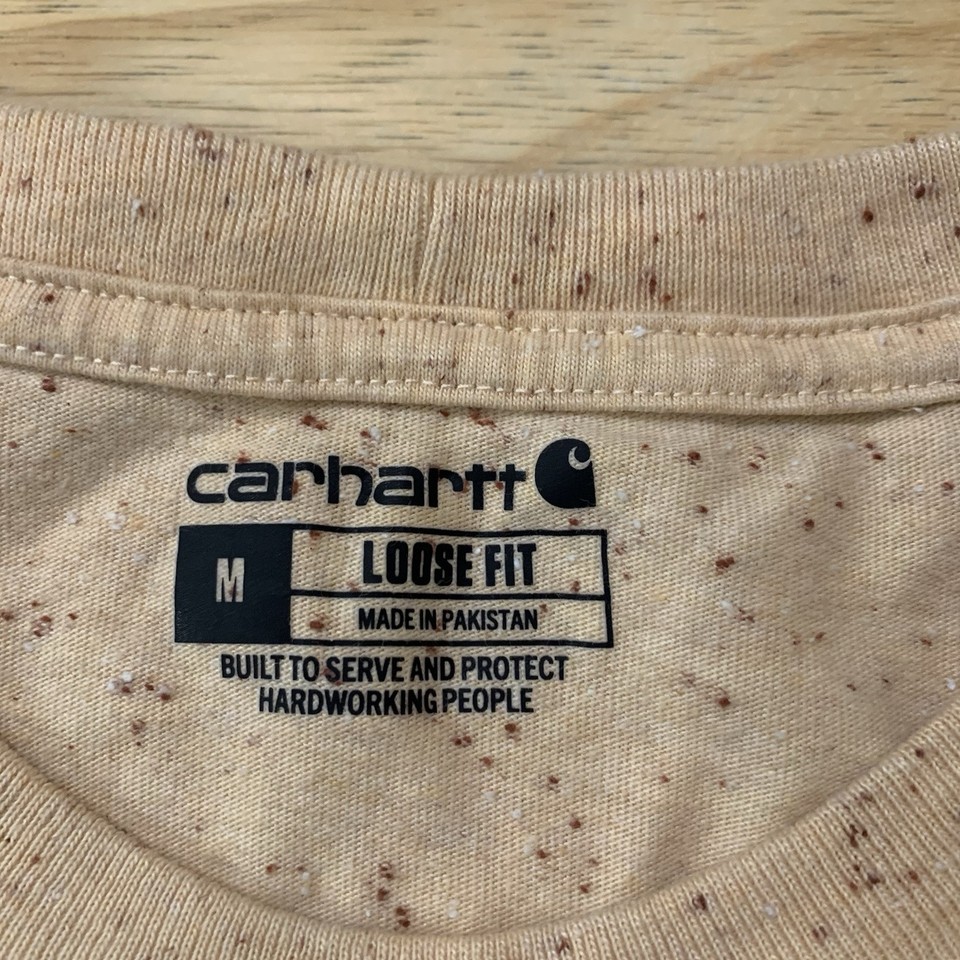 carhartt
M
LOOSE FIT
MADE IN PAKISTAN
BUILT TO SERVE AND PROTECT
HARDWORKING PEOPLE